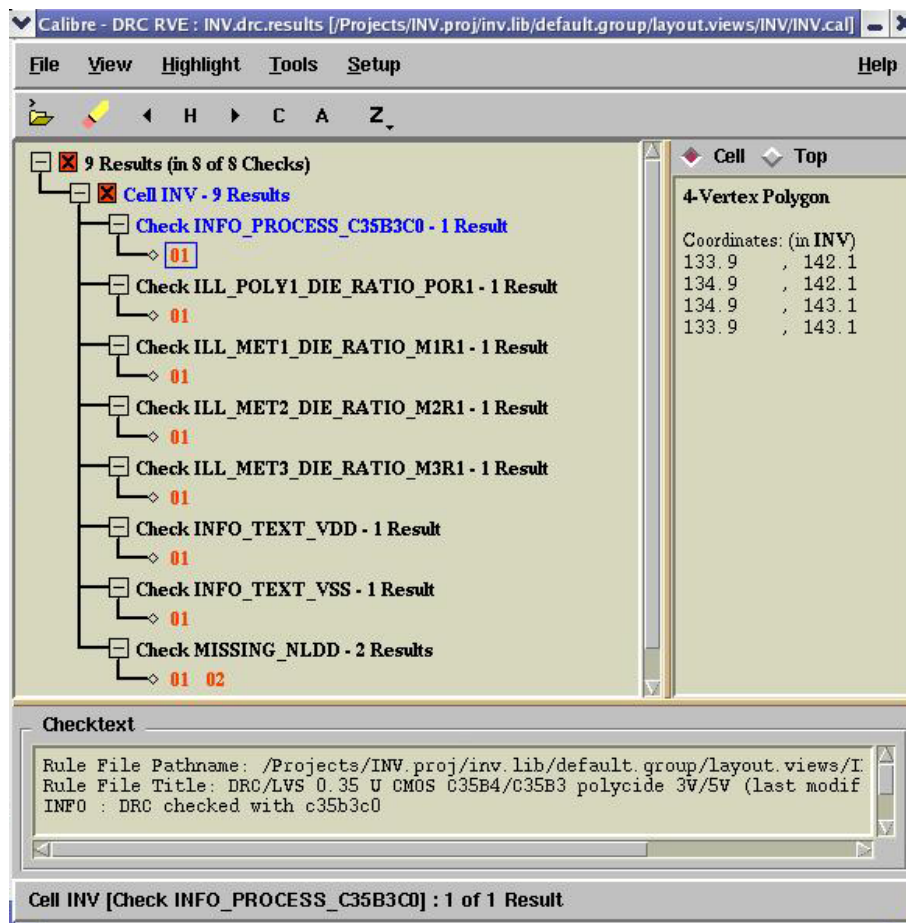 Calibre - DRC RVE : INV.drc.results [/Projects/INV.proj/inv.lib/default.group/layout.views/INV/INV.cal]
File View Highlight Tools Setup Help
H C A Z
9 Results (in 8 of 8 Checks)
Cell INV - 9 Results
Check INFO_PROCESS_C35B3C0 - 1 Result
01
Check ILL_POLY1_DIE_RATIO_POR1 - 1 Result
01
Check ILL_MET1_DIE_RATIO_M1R1 - 1 Result
01
Check ILL_MET2_DIE_RATIO_M2R1 - 1 Result
01
Check ILL_MET3_DIE_RATIO_M3R1 - 1 Result
01
Check INFO_TEXT_VDD - 1 Result
01
Check INFO_TEXT_VSS - 1 Result
01
Check MISSING_NLDD - 2 Results
01 02
Cell Top
4-Vertex Polygon
Coordinates: (in INV)
133.9 , 142.1
134.9 , 142.1
134.9 , 143.1
133.9 , 143.1
Checktext
Rule File Pathname: /Projects/INV.proj/inv.lib/default.group/layout.views/I
Rule File Title: DRC/LVS 0.35 U CMOS C35B4/C35B3 polycide 3V/5V (last modif
INFO : DRC checked with c35b3c0
Cell INV [Check INFO_PROCESS_C35B3C0] : 1 of 1 Result